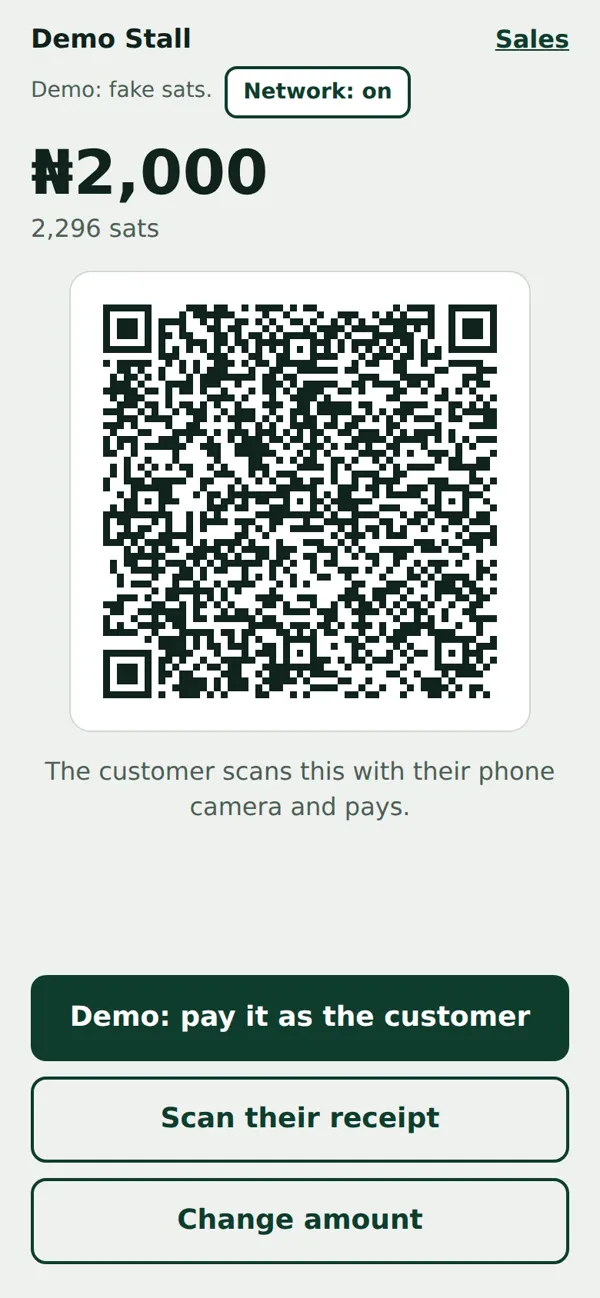 Demo Stall
Sales
Demo: fake sats.
Network: on
₦2,000
2,296 sats
The customer scans this with their phone
camera and pays.
Demo: pay it as the customer
Scan their receipt
Change amount